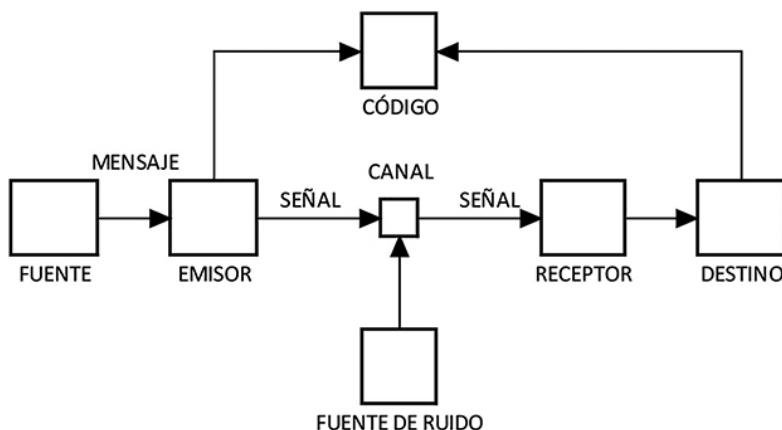 CÓDIGO
MENSAJE
CANAL
SEÑAL
SEÑAL
FUENTE
EMISOR
RECEPTOR
DESTINO
FUENTE DE RUIDO